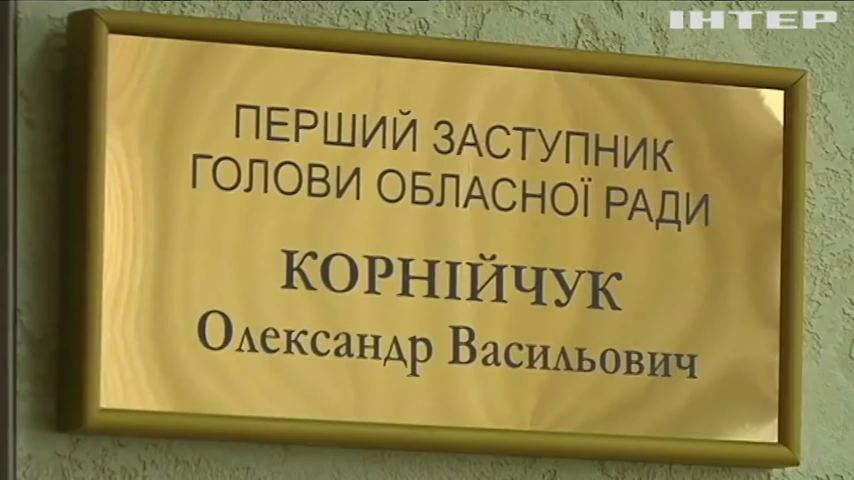 ІНТЕР
ПЕРШИЙ ЗАСТУПНИК
ГОЛОВИ ОБЛАСНОЇ РАДИ
КОРНІЙЧУК
Олександр Васильович